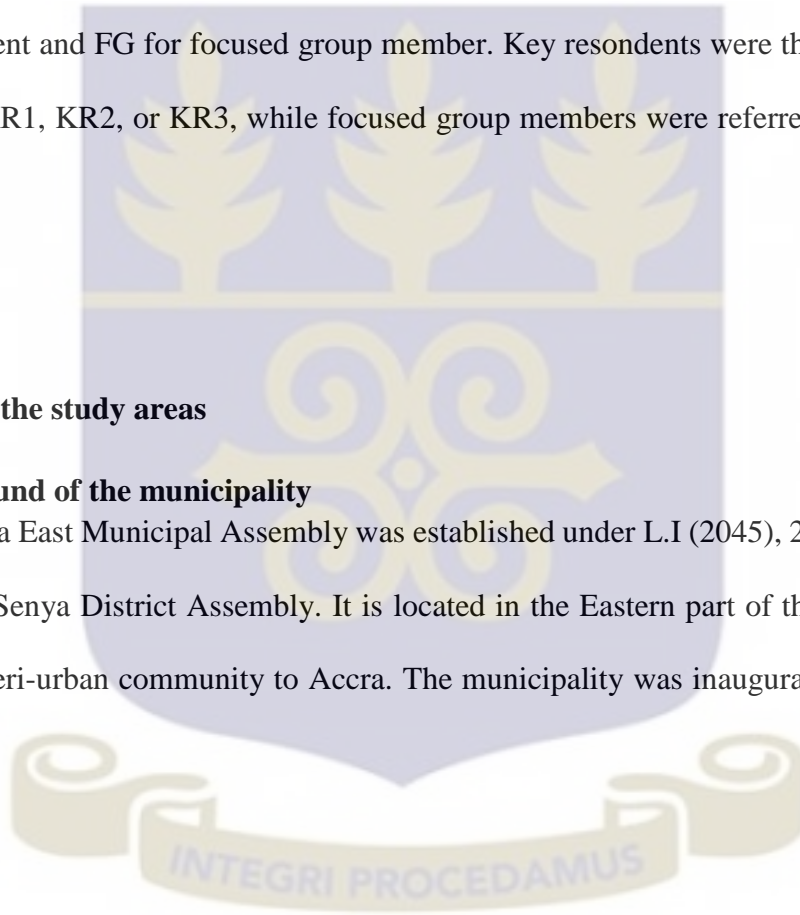 ent and FG for focused group member. Key resondents were th
R1, KR2, or KR3, while focused group members were referre
the study areas
und of the municipality
a East Municipal Assembly was established under L.I (2045), 2
Senya District Assembly. It is located in the Eastern part of th
eri-urban community to Accra. The municipality was inaugura
INTEGRI PROCEDAMUS